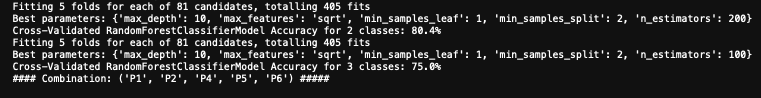 Fitting 5 folds for each of 81 candidates, totalling 405 fits
Best parameters: {'max_depth': 10, 'max_features': 'sqrt', 'min_samples_leaf': 1, 'min_samples_split': 2, 'n_estimators': 200}
Cross-Validated RandomForestClassifierModel Accuracy for 2 classes: 80.4%
Fitting 5 folds for each of 81 candidates, totalling 405 fits
Best parameters: {'max_depth': 10, 'max_features': 'sqrt', 'min_samples_leaf': 1, 'min_samples_split': 2, 'n_estimators': 100}
Cross-Validated RandomForestClassifierModel Accuracy for 3 classes: 75.0%
#### Combination: ('P1', 'P2', 'P4', 'P5', 'P6') #####